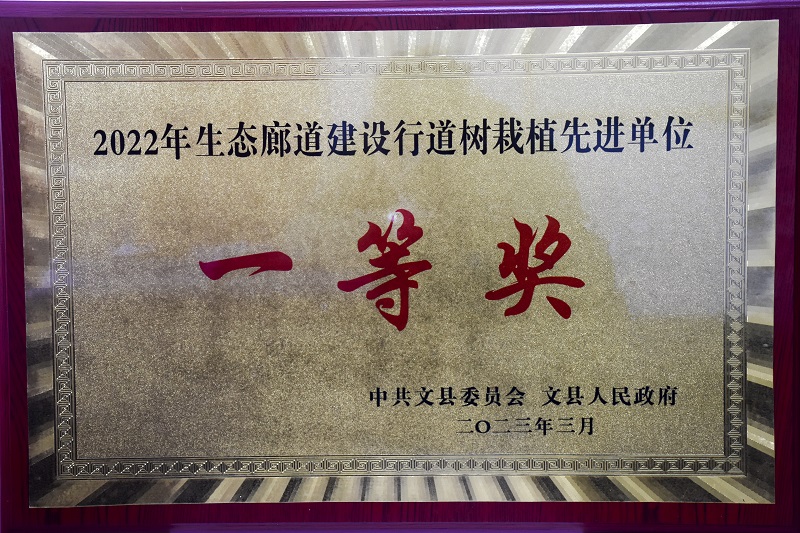 2022年生态廊道建设行道树栽植先进单位
一等奖
中共文县委员会 文县人民政府
二〇二三年三月